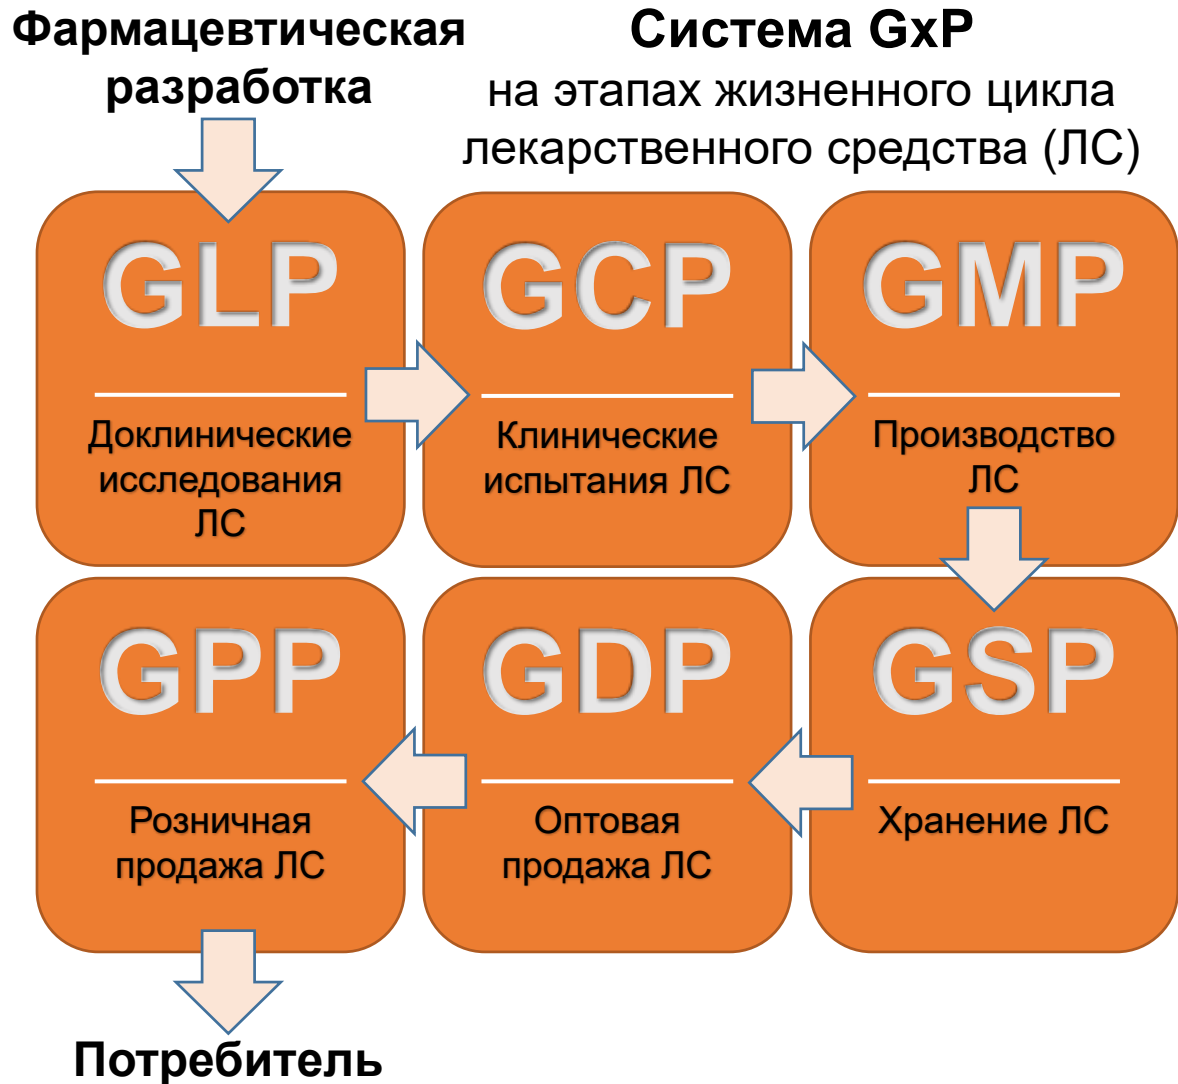 Фармацевтическая
разработка
Система GxP
на этапах жизненного цикла
лекарственного средства (ЛС)
GLP
Доклинические
исследования
ЛС
GCP
Клинические
испытания ЛС
GMP
Производство
ЛС
GPP
Розничная
продажа ЛС
GDP
Оптовая
продажа ЛС
GSP
Хранение ЛС
Потребитель